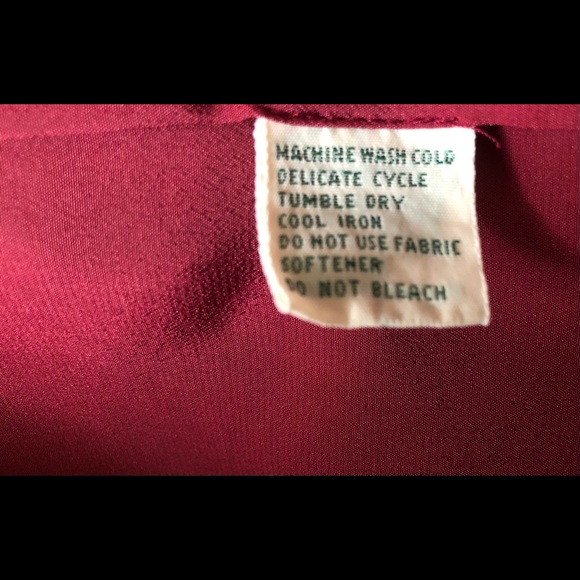 MACHINE WASH COLD
DELICATE CYCLE
TUMBLE DRY
COOL IRON
DO NOT USE FABRIC
SOFTENER
DO NOT BLEACH